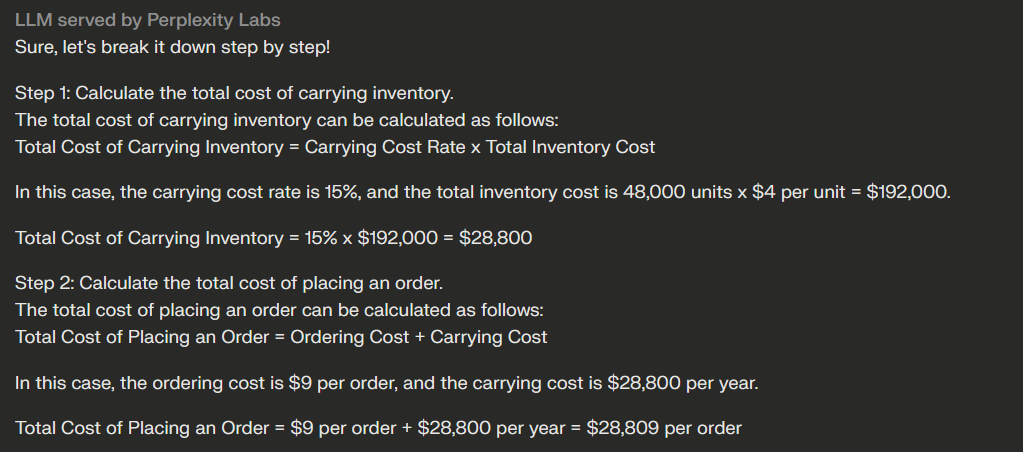 LLM served by Perplexity Labs
Sure, let's break it down step by step!
Step 1: Calculate the total cost of carrying inventory.
The total cost of carrying inventory can be calculated as follows:
Total Cost of Carrying Inventory = Carrying Cost Rate x Total Inventory Cost
In this case, the carrying cost rate is 15%, and the total inventory cost is 48,000 units x $4 per unit = $192,000.
Total Cost of Carrying Inventory = 15% x $192,000 = $28,800
Step 2: Calculate the total cost of placing an order.
The total cost of placing an order can be calculated as follows:
Total Cost of Placing an Order = Ordering Cost + Carrying Cost
In this case, the ordering cost is $9 per order, and the carrying cost is $28,800 per year.
Total Cost of Placing an Order = $9 per order + $28,800 per year = $28,809 per order